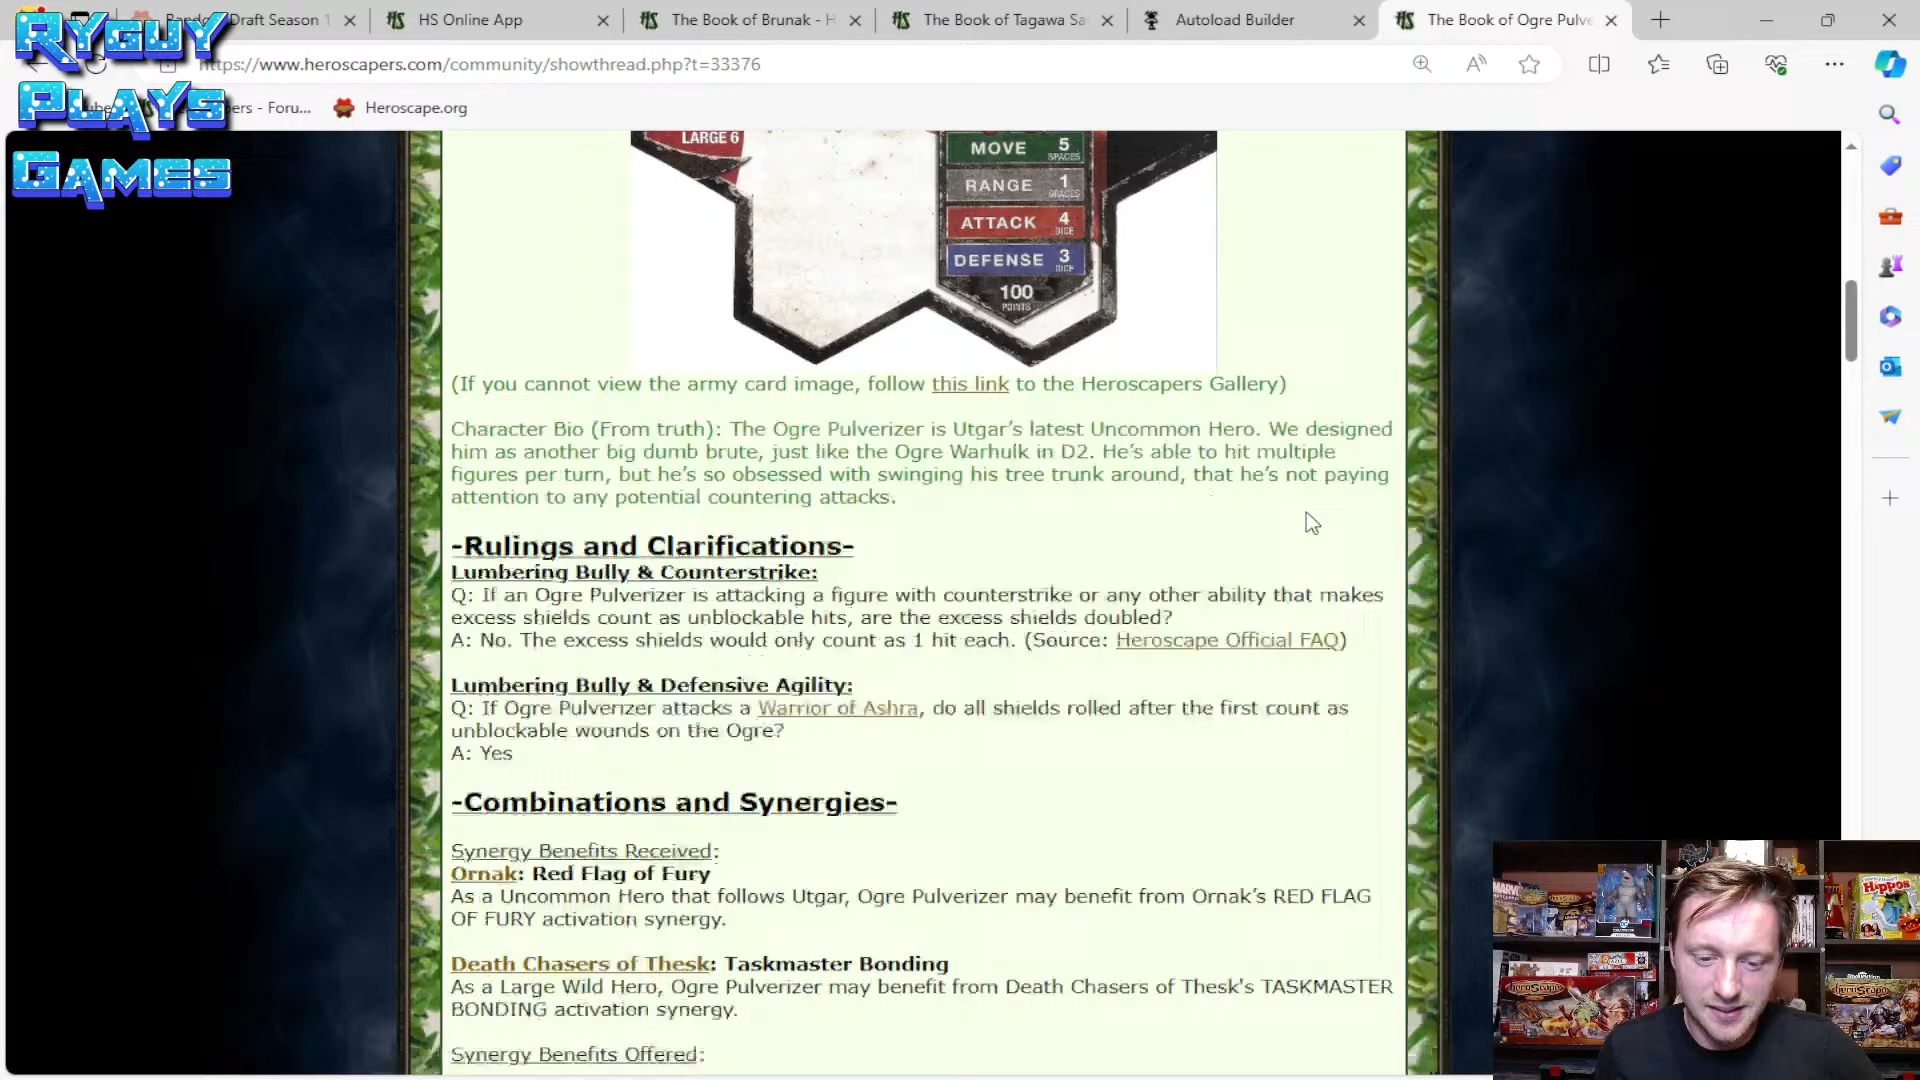 RYGUY
PLAYS
GAMES
Draft Season 1
HS Online App
The Book of Brunak - H
The Book of Tagawa Sa
Autoload Builder
The Book of Ogre Pulve
https://www.heroscapers.com/community/showthread.php?t=33376
pers - Foru...
Heroscape.org
LARGE 6
MOVE 5
SPACES
RANGE 1
SPACES
ATTACK 4
DICE
DEFENSE 3
DICE
100
POINTS
(If you cannot view the army card image, follow this link to the Heroscapers Gallery)
Character Bio (From truth): The Ogre Pulverizer is Utgar's latest Uncommon Hero. We designed
him as another big dumb brute, just like the Ogre Warhulk in D2. He's able to hit multiple
figures per turn, but he's so obsessed with swinging his tree trunk around, that he's not paying
attention to any potential countering attacks.
-Rulings and Clarifications-
Lumbering Bully & Counterstrike:
Q: If an Ogre Pulverizer is attacking a figure with counterstrike or any other ability that makes
excess shields count as unblockable hits, are the excess shields doubled?
A: No. The excess shields would only count as 1 hit each. (Source: Heroscape Official FAQ)
Lumbering Bully & Defensive Agility:
Q: If Ogre Pulverizer attacks a Warrior of Ashra, do all shields rolled after the first count as
unblockable wounds on the Ogre?
A: Yes
-Combinations and Synergies-
Synergy Benefits Received:
Ornak: Red Flag of Fury
As a Uncommon Hero that follows Utgar, Ogre Pulverizer may benefit from Ornak's RED FLAG
OF FURY activation synergy.
Death Chasers of Thesk: Taskmaster Bonding
As a Large Wild Hero, Ogre Pulverizer may benefit from Death Chasers of Thesk's TASKMASTER
BONDING activation synergy.
Synergy Benefits Offered:
MARVEL
Hippos
heroScape
heroScape